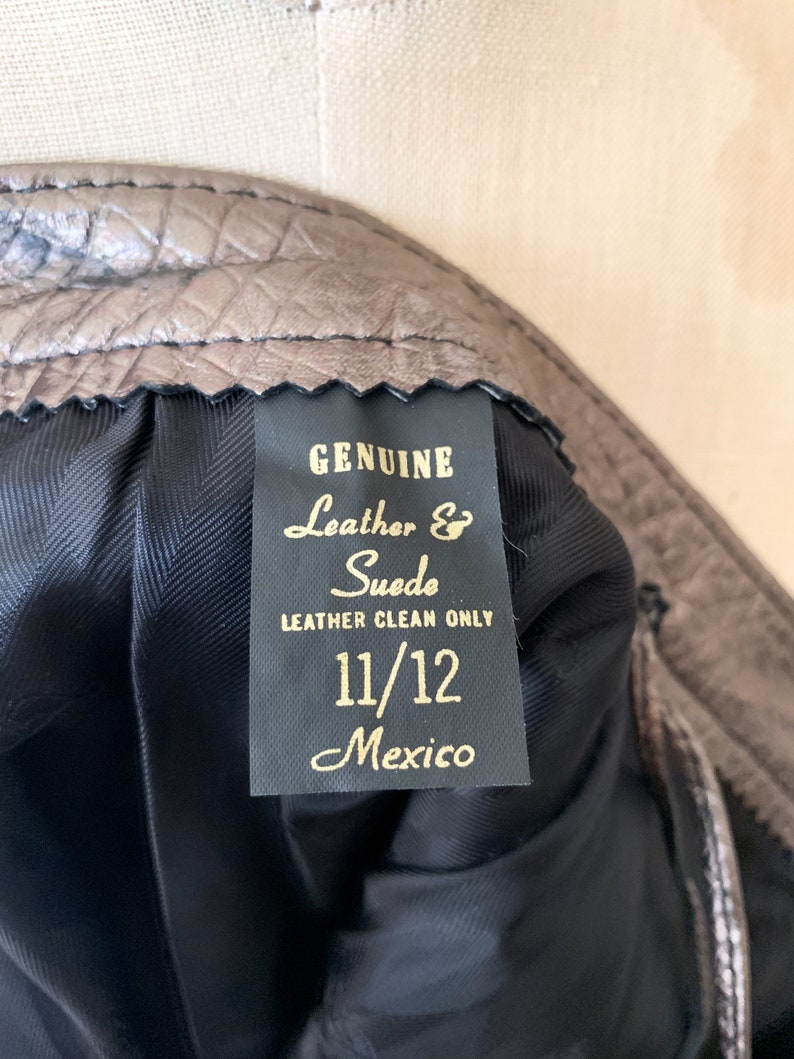 GENUINE
Leather &
Suede
LEATHER CLEAN ONLY
11/12
Mexico